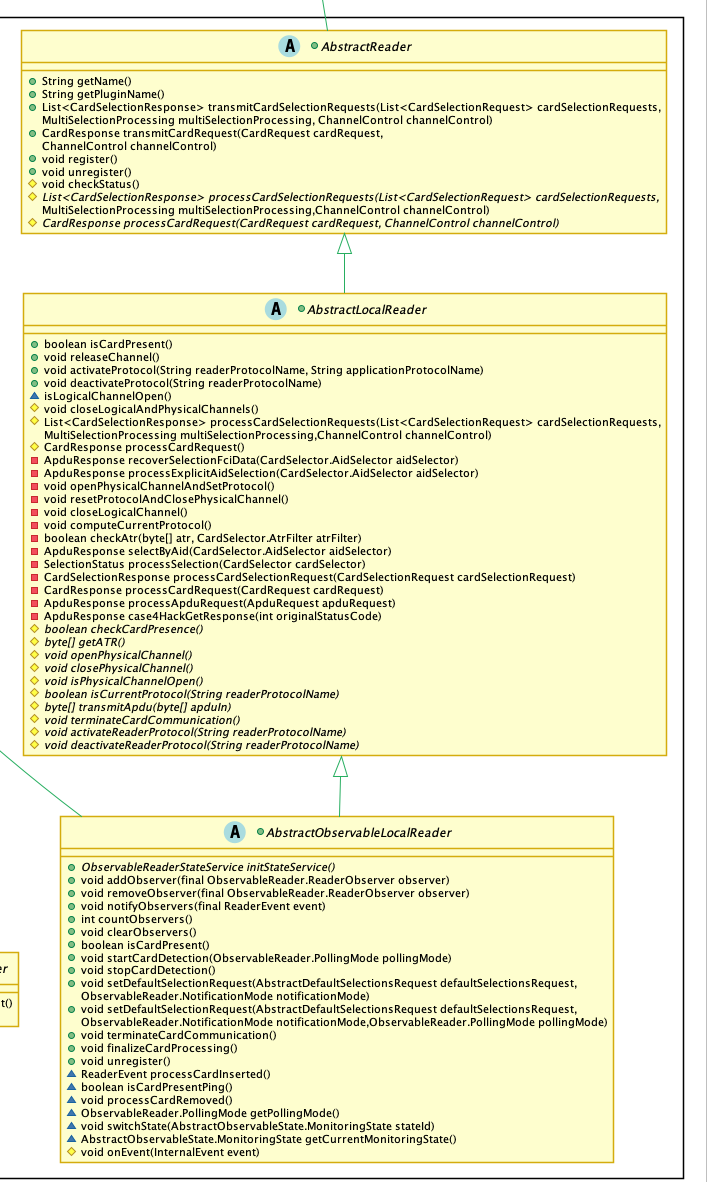 A AbstractReader
String getName()
String getPluginName()
List<CardSelectionResponse> transmitCardSelectionRequests(List<CardSelectionRequest> cardSelectionRequests,
MultiSelectionProcessing multiSelectionProcessing, ChannelControl channelControl)
CardResponse transmitCardRequest(CardRequest cardRequest,
ChannelControl channelControl)
void register()
void unregister()
void checkStatus()
List<CardSelectionResponse> processCardSelectionRequests(List<CardSelectionRequest> cardSelectionRequests,
MultiSelectionProcessing multiSelectionProcessing,ChannelControl channelControl)
CardResponse processCardRequest(CardRequest cardRequest, ChannelControl channelControl)
A AbstractLocalReader
boolean isCardPresent()
void releaseChannel()
void activateProtocol(String readerProtocolName, String applicationProtocolName)
void deactivateProtocol(String readerProtocolName)
isLogicalChannelOpen()
void closeLogicalAndPhysicalChannels()
List<CardSelectionResponse> processCardSelectionRequests(List<CardSelectionRequest> cardSelectionRequests,
MultiSelectionProcessing multiSelectionProcessing,ChannelControl channelControl)
CardResponse processCardRequest()
ApduResponse recoverSelectionFciData(CardSelector.AidSelector aidSelector)
ApduResponse processExplicitAidSelection(CardSelector.AidSelector aidSelector)
void openPhysicalChannelAndSetProtocol()
void resetProtocolAndClosePhysicalChannel()
void closeLogicalChannel()
void computeCurrentProtocol()
boolean checkAtr(byte[] atr, CardSelector.AtrFilter atrFilter)
ApduResponse selectByAid(CardSelector.AidSelector aidSelector)
SelectionStatus processSelection(CardSelector cardSelector)
CardSelectionResponse processCardSelectionRequest(CardSelectionRequest cardSelectionRequest)
CardResponse processCardRequest(CardRequest cardRequest)
ApduResponse processApduRequest(ApduRequest apduRequest)
ApduResponse case4HackGetResponse(int originalStatusCode)
boolean checkCardPresence()
byte[] getATR()
void openPhysicalChannel()
void closePhysicalChannel()
void isPhysicalChannelOpen()
boolean isCurrentProtocol(String readerProtocolName)
byte[] transmitApdu(byte[] apduIn)
void terminateCardCommunication()
void activateReaderProtocol(String readerProtocolName)
void deactivateReaderProtocol(String readerProtocolName)
A AbstractObservableLocalReader
ObservableReaderStateService initStateService()
void addObserver(final ObservableReader.ReaderObserver observer)
void removeObserver(final ObservableReader.ReaderObserver observer)
void notifyObservers(final ReaderEvent event)
int countObservers()
void clearObservers()
boolean isCardPresent()
void startCardDetection(ObservableReader.PollingMode pollingMode)
void stopCardDetection()
void setDefaultSelectionRequest(AbstractDefaultSelectionsRequest defaultSelectionsRequest,
ObservableReader.NotificationMode notificationMode)
void setDefaultSelectionRequest(AbstractDefaultSelectionsRequest defaultSelectionsRequest,
ObservableReader.NotificationMode notificationMode,ObservableReader.PollingMode pollingMode)
void terminateCardCommunication()
void finalizeCardProcessing()
void unregister()
ReaderEvent processCardInserted()
boolean isCardPresentPing()
void processCardRemoved()
ObservableReader.PollingMode getPollingMode()
void switchState(AbstractObservableState.MonitoringState stateId)
AbstractObservableState.MonitoringState getCurrentMonitoringState()
void onEvent(InternalEvent event)
er
t()